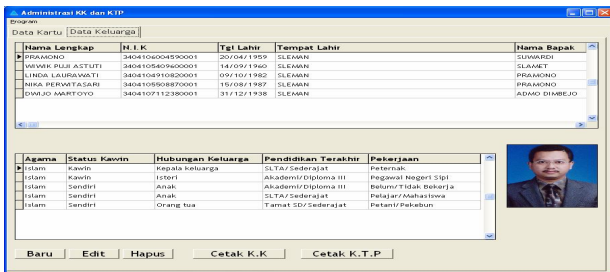 Administrasi KK dan KTP
Program
Data Kartu Data Keluarga
Nama Lengkap N.I.K Tgl Lahir Tempat Lahir Nama Bapak
PRAMONO 3404106004590001 20/04/1959 SLEMAN SUWARDI
WIWIK PUJI ASTUTI 3404105409600001 14/09/1960 SLEMAN SLAMET
LINDA LAURAWATI 3404104910820001 09/10/1982 SLEMAN PRAMONO
NIKA PERWITASARI 3404105508870001 15/08/1987 SLEMAN PRAMONO
DWIJO MARTOYO 3404107112380001 31/12/1938 SLEMAN ADMO DIMBEJO
Agama Status Kawin Hubungan Keluarga Pendidikan Terakhir Pekerjaan
Islam Kawin Kepala keluarga SLTA/Sederajat Peternak
Islam Kawin Isteri Akademi/Diploma III Pegawai Negeri Sipi
Islam Sendiri Anak Akademi/Diploma III Belum/Tidak Bekerja
Islam Sendiri Anak SLTA/Sederajat Pelajar/Mahasiswa
Islam Sendiri Orang tua Tamat SD/Sederajat Petani/Pekebun
Baru Edit Hapus Cetak K.K Cetak K.T.P